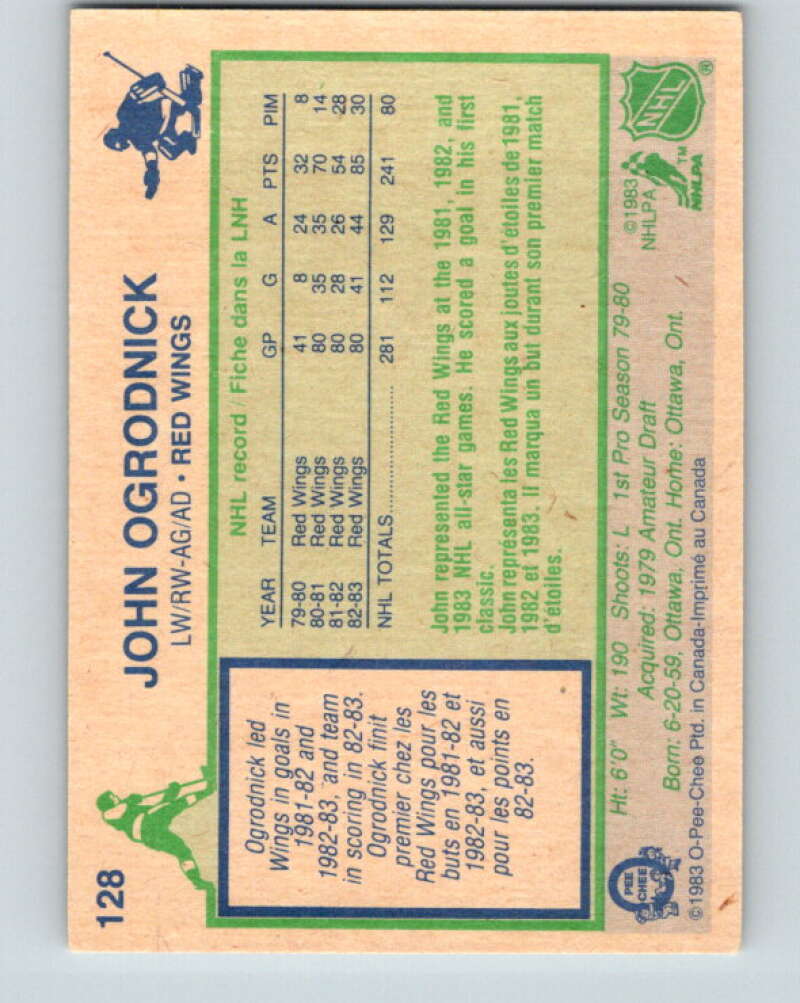 128
JOHN OGRODNICK
LW/RW-AG/AD • RED WINGS
Ogrodnick led
Wings in goals in
1981-82 and
1982-83, and team
in scoring in 82-83.
Ogrodnick finit
premier chez les
Red Wings pour les
buts en 1981-82 et
1982-83, et aussi
pour les points en
82-83.
NHL record / Fiche dans la LNH
YEAR TEAM GP G A PTS PIM
79-80 Red Wings 41 8 24 32 8
80-81 Red Wings 80 35 35 70 14
81-82 Red Wings 80 28 26 54 28
82-83 Red Wings 80 41 44 85 30
NHL TOTALS 281 112 129 241 80
John represented the Red Wings at the 1981, 1982, and
1983 NHL all-star games. He scored a goal in his first
classic.
John représenta les Red Wings aux joutes d'étoiles de 1981,
1982 et 1983. Il marqua un but durant son premier match
d'étoiles.
Ht: 6'0" Wt: 190 Shoots: L 1st Pro Season 79-80
Acquired: 1979 Amateur Draft
Born: 6-20-59, Ottawa, Ont. Home: Ottawa, Ont.
©1983 O-Pee-Chee Ptd. in Canada-Imprimé au Canada
O PEE CHEE
©1983
NHLPA
NHL ®
NHLPA ™